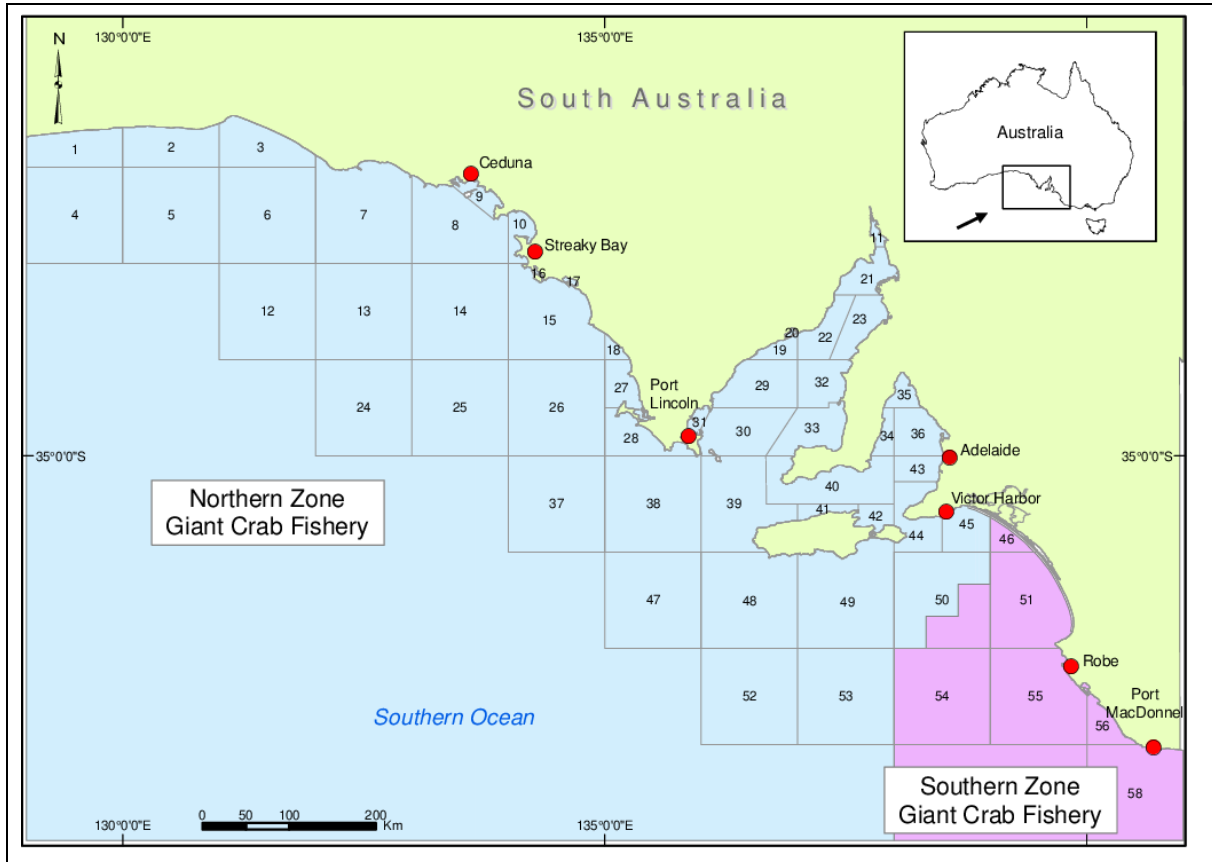 N
130°0'0"E
135°0'0"E
South Australia
Australia
1
2
3
Ceduna
4
5
6
7
8
9
10
Streaky Bay
11
16
17
21
12
13
14
15
23
20
22
18
19
24
25
26
27
Port
Lincoln
29
32
35
28
31
30
33
34
36
Adelaide
35°0'0"S
35°0'0"S
43
Northern Zone
Giant Crab Fishery
37
38
39
40
41
42
Victor Harbor
44
45
46
47
48
49
50
51
Robe
Southern Ocean
52
53
54
55
Port
MacDonnel
56
Southern Zone
Giant Crab Fishery
58
0
50
100
200
Km
130°0'0"E
135°0'0"E